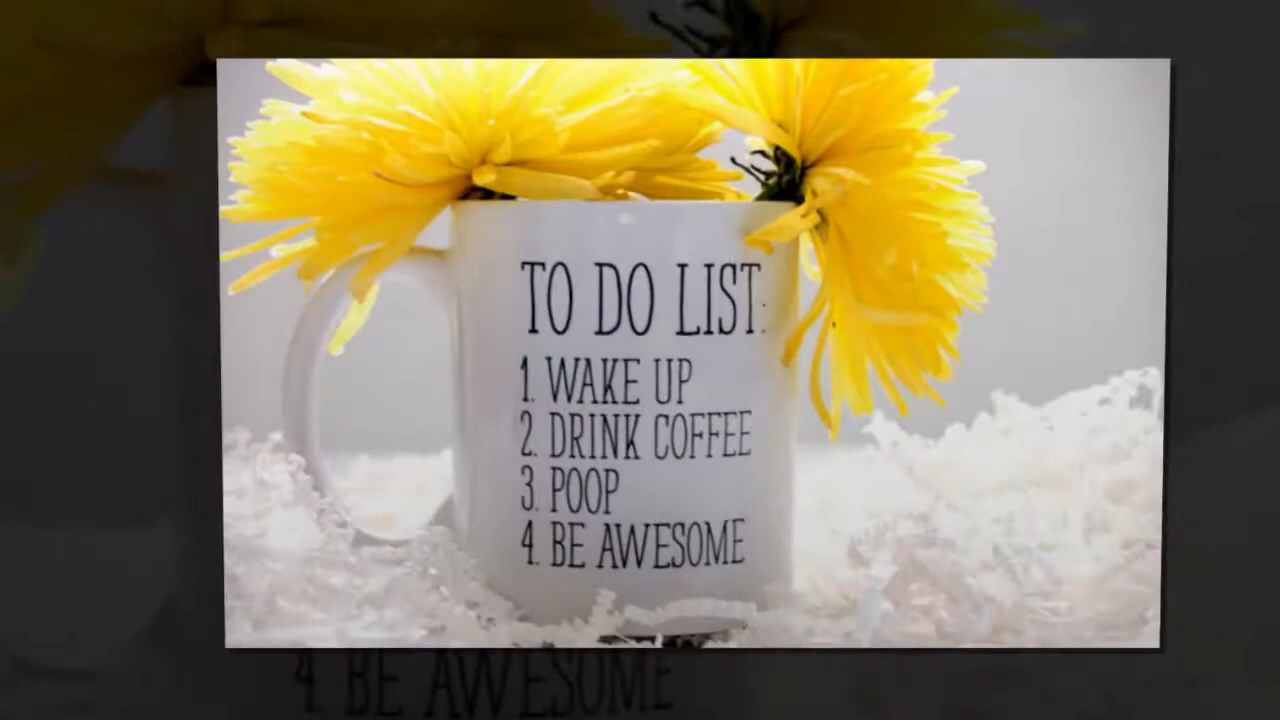 TO DO LIST:
1. WAKE UP
2. DRINK COFFEE
3. POOP
4. BE AWESOME
4. BE AWESOME